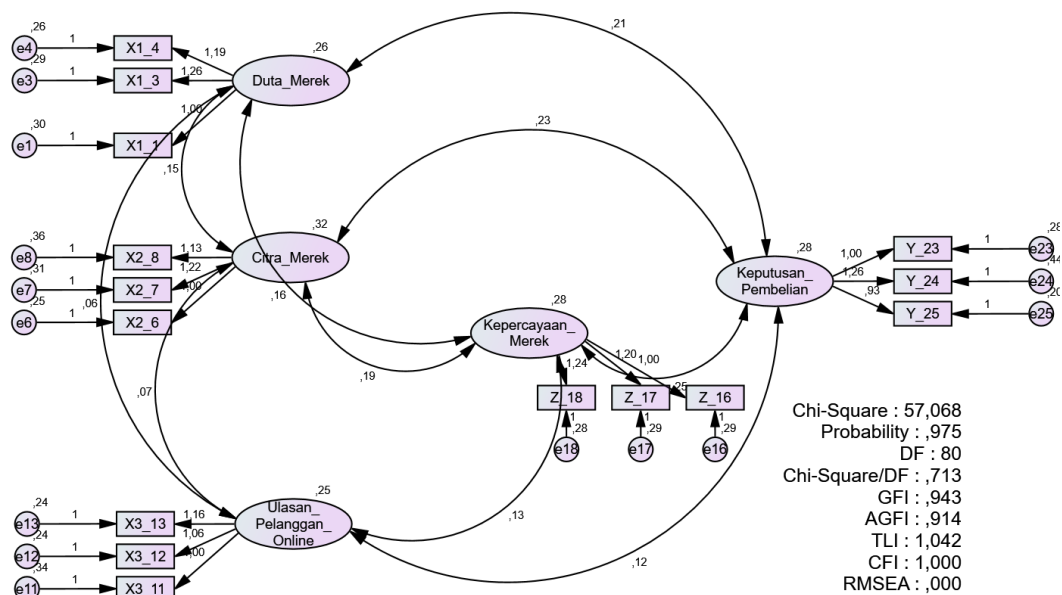 ,26
e4
1
X1_4
1,19
,29
e3
1
X1_3
1,26
,30
e1
1
X1_1
1,00
,26
Duta_Merek
,21
,15
,23
,36
e8
1
X2_8
1,13
,31
e7
1
X2_7
1,22
,25
e6
1
X2_6
1,00
,32
Citra_Merek
,06
,16
,28
Kepercayaan_
Merek
,19
,07
1,24
1,20
1,00
,25
Z_18
Z_17
Z_16
1
,28
1
,29
1
,29
e18
e17
e16
,28
Keputusan_
Pembelian
1,00
1,26
,93
Y_23
1
,28
e23
Y_24
1
,44
e24
Y_25
1
,20
e25
,24
e13
1
X3_13
1,16
,24
e12
1
X3_12
1,06
,34
e11
1
X3_11
1,00
,25
Ulasan_
Pelanggan_
Online
,13
,12
Chi-Square : 57,068
Probability : ,975
DF : 80
Chi-Square/DF : ,713
GFI : ,943
AGFI : ,914
TLI : 1,042
CFI : 1,000
RMSEA : ,000